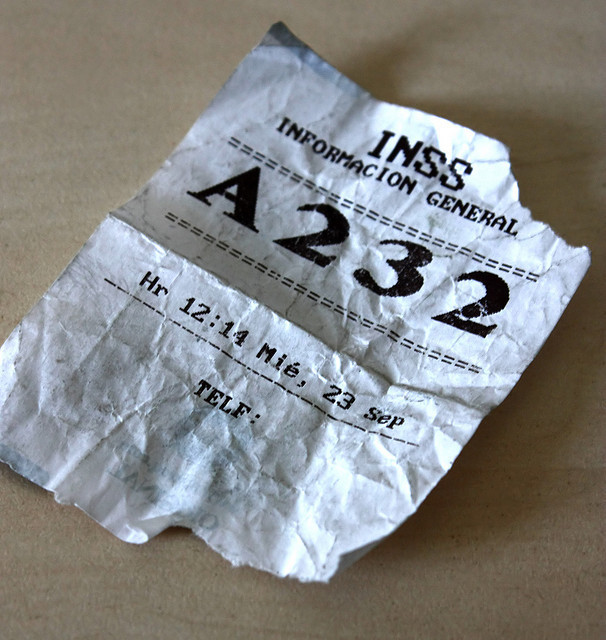 INSS
INFORMACION GENERAL
A232
Hr 12:14 Mié, 23 Sep
TELF: